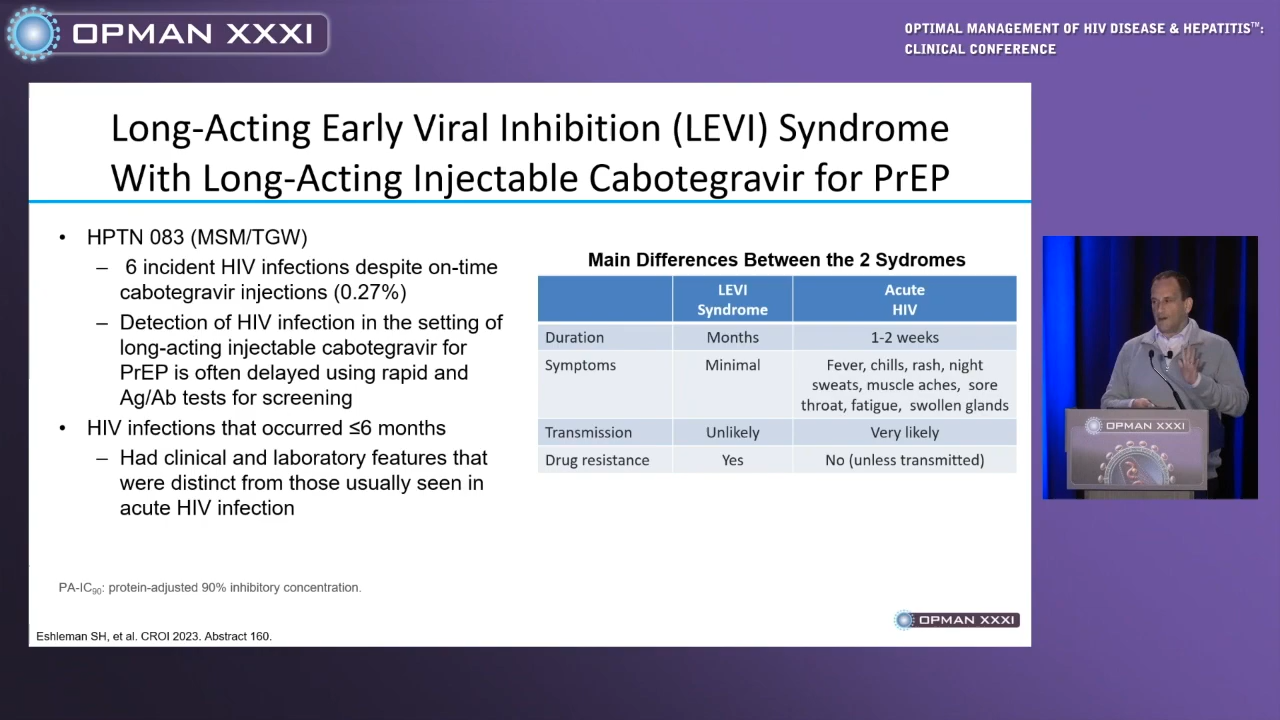 OPMAN XXXI
OPTIMAL MANAGEMENT OF HIV DISEASE & HEPATITIS™:
CLINICAL CONFERENCE
Long-Acting Early Viral Inhibition (LEVI) Syndrome
With Long-Acting Injectable Cabotegravir for PrEP
• HPTN 083 (MSM/TGW)
– 6 incident HIV infections despite on-time
cabotegravir injections (0.27%)
– Detection of HIV infection in the setting of
long-acting injectable cabotegravir for
PrEP is often delayed using rapid and
Ag/Ab tests for screening
• HIV infections that occurred ≤6 months
– Had clinical and laboratory features that
were distinct from those usually seen in
acute HIV infection
Main Differences Between the 2 Sydromes
LEVI
Syndrome
Acute
HIV
Duration Months 1-2 weeks
Symptoms Minimal Fever, chills, rash, night
sweats, muscle aches, sore
throat, fatigue, swollen glands
Transmission Unlikely Very likely
Drug resistance Yes No (unless transmitted)
PA-IC90: protein-adjusted 90% inhibitory concentration.
OPMAN XXXI
Eshleman SH, et al. CROI 2023. Abstract 160.
OPMAN XXXI